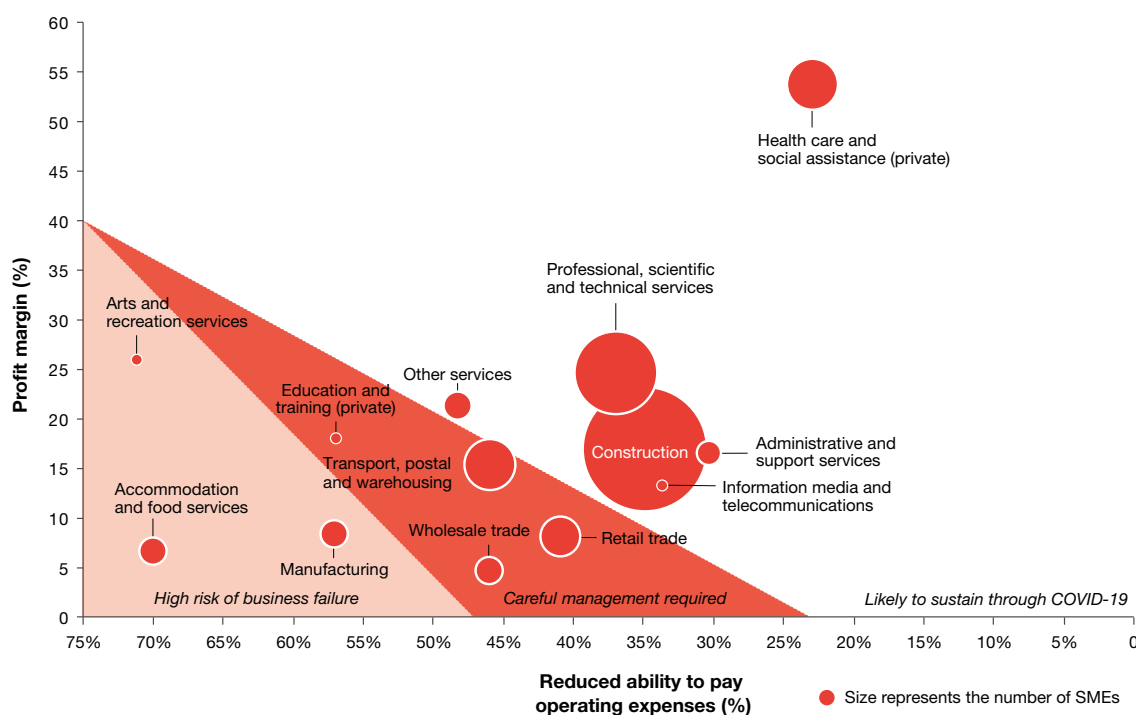 60
55
50
45
40
35
30
25
20
15
10
5
0
Profit margin (%)
Health care and
social assistance (private)
Professional, scientific
and technical services
Arts and
recreation services
Other services
Education and
training (private)
Construction
Administrative and
support services
Transport, postal
and warehousing
Information media and
telecommunications
Accommodation
and food services
Wholesale trade
Retail trade
Manufacturing
High risk of business failure
Careful management required
Likely to sustain through COVID-19
75% 70% 65% 60% 55% 50% 45% 40% 35% 30% 25% 20% 15% 10% 5% 0
Reduced ability to pay
operating expenses (%)
Size represents the number of SMEs